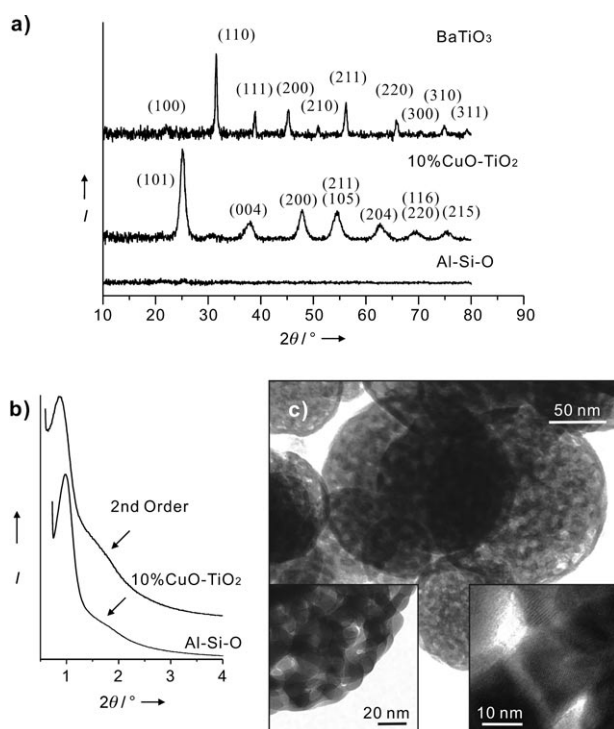 a)
BaTiO₃
(110)
(100)
(111)
(200)
(210)
(211)
(220)
(300)
(310)
(311)
10%CuO-TiO₂
(101)
(004)
(200)
(211)
(105)
(204)
(116)
(220)
(215)
Al-Si-O
I
10 20 30 40 50 60 70 80 90
2θ/°
b)
2nd Order
10%CuO-TiO₂
Al-Si-O
I
1 2 3 4
2θ/°
c)
50 nm
20 nm
10 nm